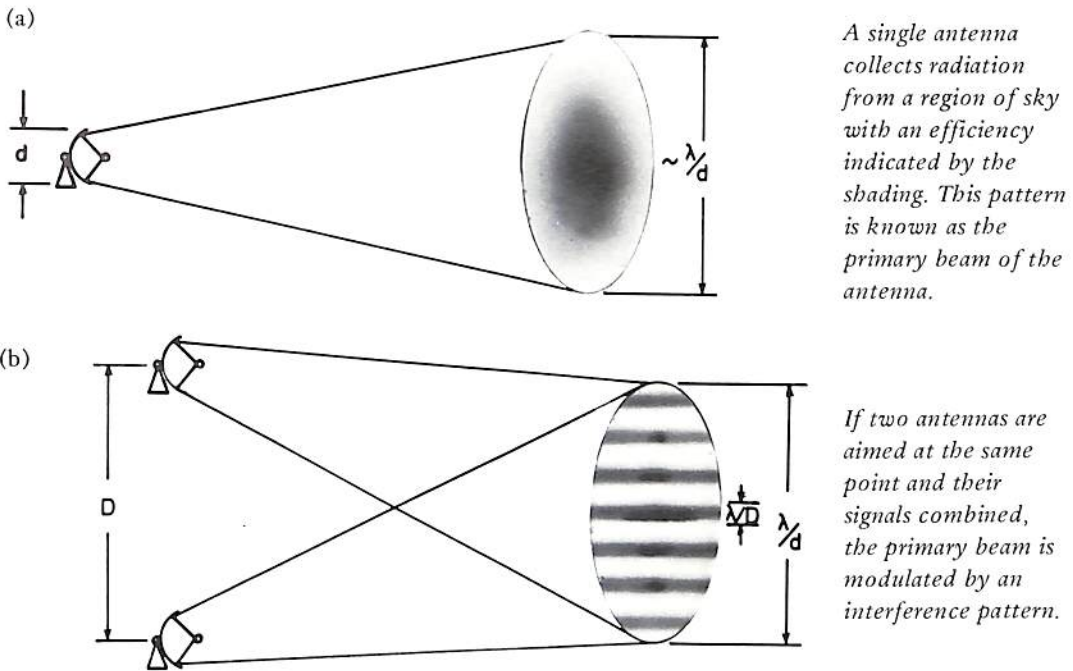 (a)
d
~ λ/d
A single antenna
collects radiation
from a region of sky
with an efficiency
indicated by the
shading. This pattern
is known as the
primary beam of the
antenna.
(b)
D
λ/D
λ/d
If two antennas are
aimed at the same
point and their
signals combined,
the primary beam is
modulated by an
interference pattern.